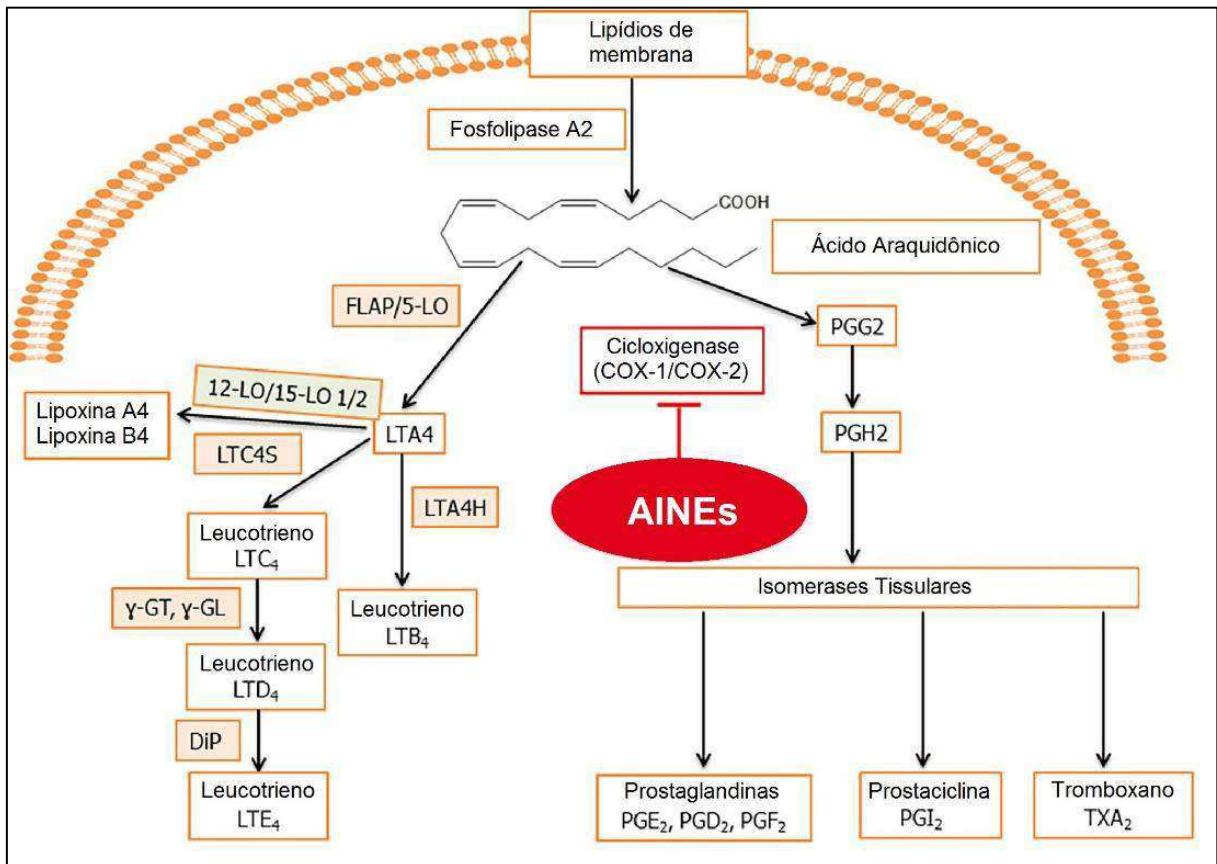 Lipídios de
membrana
Fosfolipase A2
COOH
Ácido Araquidônico
FLAP/5-LO
PGG2
Cicloxigenase
(COX-1/COX-2)
12-LO/15-LO 1/2
Lipoxina A4
Lipoxina B4
LTA4
PGH2
LTC4S
LTA4H
AINEs
Leucotrieno
LTC₄
Isomerases Tissulares
γ-GT, γ-GL
Leucotrieno
LTB₄
Leucotrieno
LTD₄
DiP
Leucotrieno
LTE₄
Prostaglandinas
PGE₂, PGD₂, PGF₂
Prostaciclina
PGI₂
Tromboxano
TXA₂